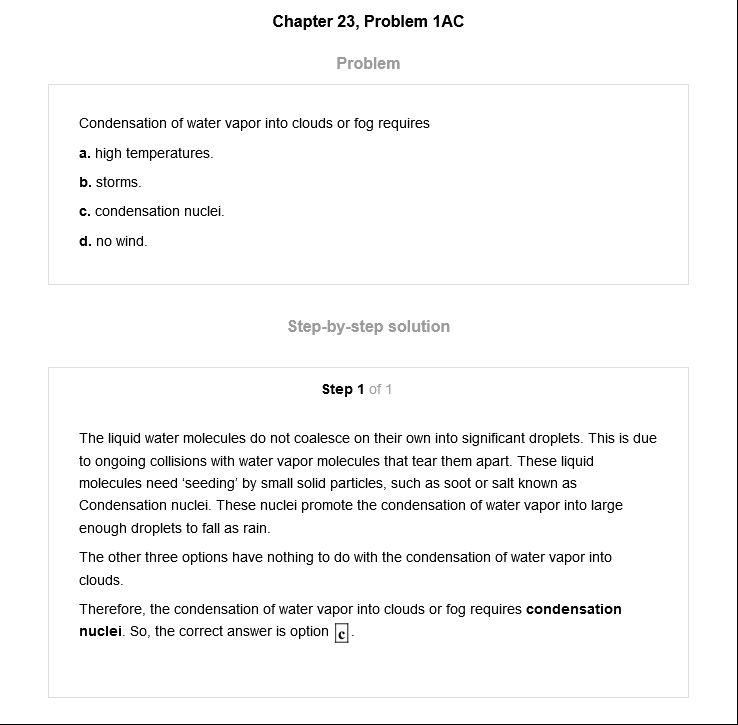 Chapter 23, Problem 1AC
Problem
Condensation of water vapor into clouds or fog requires
a. high temperatures.
b. storms.
c. condensation nuclei.
d. no wind.
Step-by-step solution
Step 1 of 1
The liquid water molecules do not coalesce on their own into significant droplets. This is due
to ongoing collisions with water vapor molecules that tear them apart. These liquid
molecules need ‘seeding’ by small solid particles, such as soot or salt known as
Condensation nuclei. These nuclei promote the condensation of water vapor into large
enough droplets to fall as rain.
The other three options have nothing to do with the condensation of water vapor into
clouds.
Therefore, the condensation of water vapor into clouds or fog requires condensation
nuclei. So, the correct answer is option c.